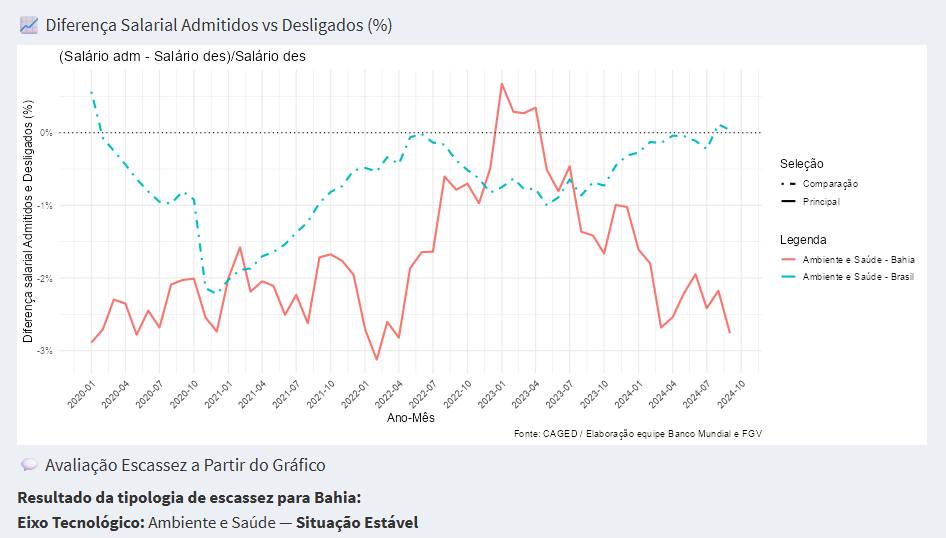 Diferença Salarial Admitidos vs Desligados (%)
(Salário adm - Salário des)/Salário des
Diferença salarial Admitidos e Desligados (%)
0%
-1%
-2%
-3%
2020-01
2020-04
2020-07
2020-10
2021-01
2021-04
2021-07
2021-10
2022-01
2022-04
2022-07
2022-10
2023-01
2023-04
2023-07
2023-10
2024-01
2024-04
2024-07
2024-10
Ano-Mês
Seleção
Comparação
Principal
Legenda
Ambiente e Saúde - Bahia
Ambiente e Saúde - Brasil
Fonte: CAGED / Elaboração equipe Banco Mundial e FGV
Avaliação Escassez a Partir do Gráfico
Resultado da tipologia de escassez para Bahia:
Eixo Tecnológico: Ambiente e Saúde — Situação Estável